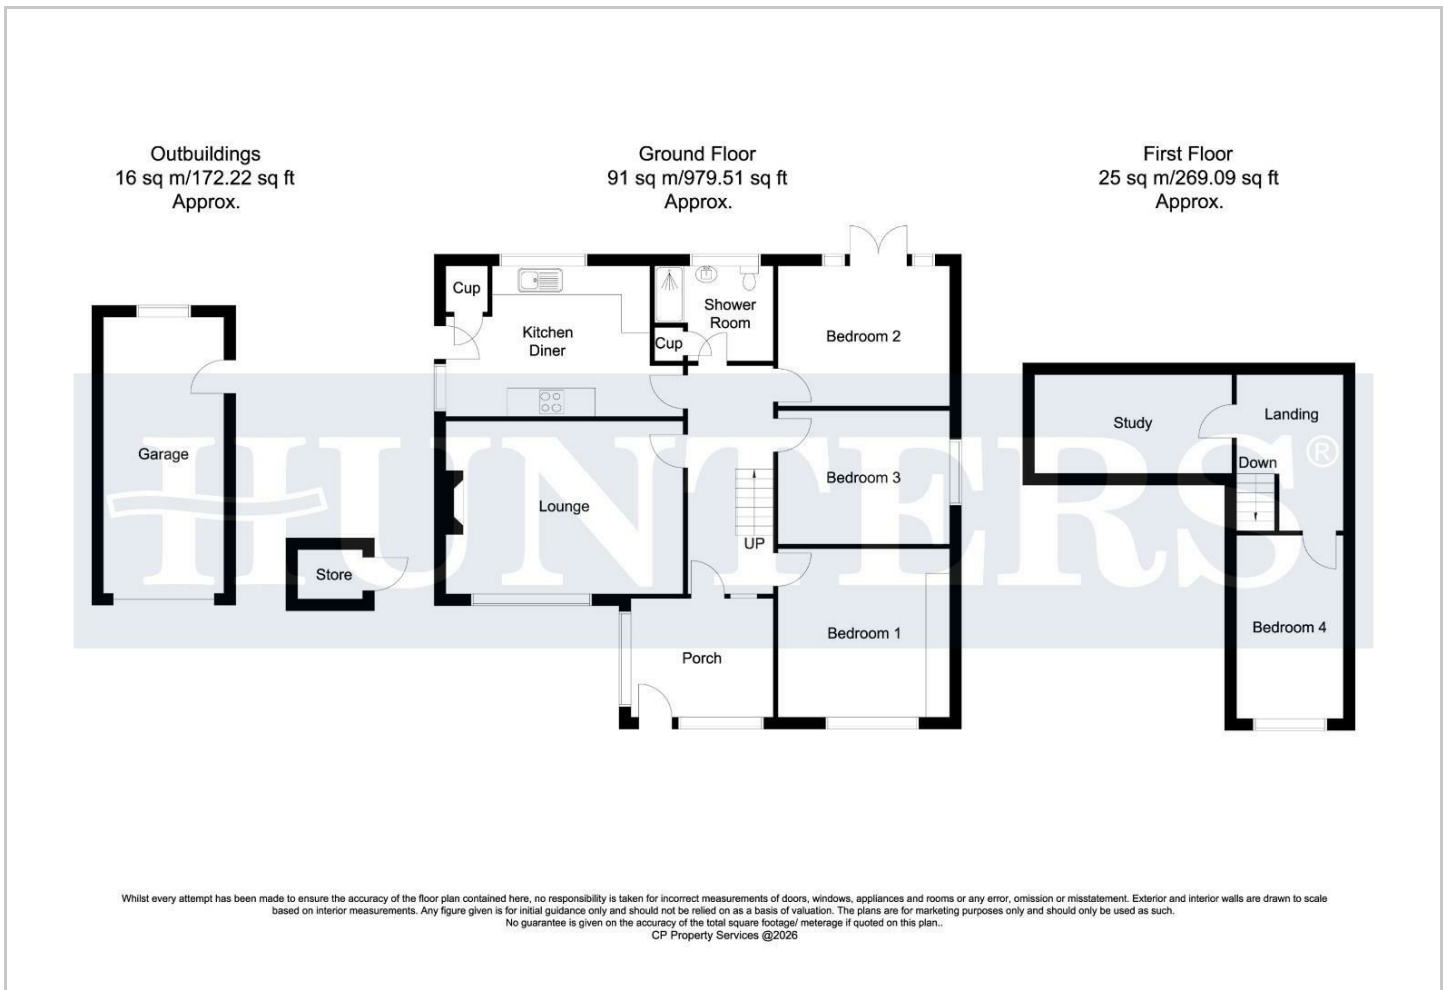 Outbuildings
16 sq m/172.22 sq ft
Approx.
Ground Floor
91 sq m/979.51 sq ft
Approx.
First Floor
25 sq m/269.09 sq ft
Approx.
Garage
Store
Cup
Kitchen
Diner
Shower
Room
Cup
Bedroom 2
Lounge
Bedroom 3
UP
Bedroom 1
Porch
Study
Landing
Down
Bedroom 4
HUNTERS®
Whilst every attempt has been made to ensure the accuracy of the floor plan contained here, no responsibility is taken for incorrect measurements of doors, windows, appliances and rooms or any error, omission or misstatement. Exterior and interior walls are drawn to scale
based on interior measurements. Any figure given is for initial guidance only and should not be relied on as a basis of valuation. The plans are for marketing purposes only and should only be used as such.
No guarantee is given on the accuracy of the total square footage/ meterage if quoted on this plan..
CP Property Services @2026